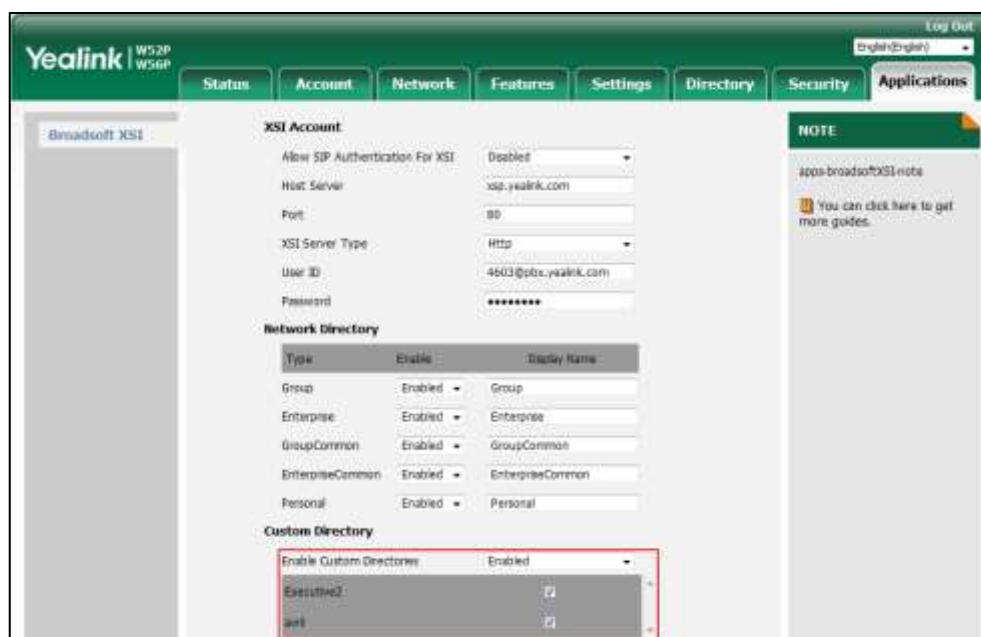 Log Out
Yealink W52P W56P
English(English)
Status Account Network Features Settings Directory Security Applications
Broadsoft XSI
XSI Account
Allow SIP Authentication For XSI Disabled
Host Server xsp.yealink.com
Port 80
XSI Server Type Http
User ID 4603@pbx.yealink.com
Password ••••••••
Network Directory
Type Enable Display Name
Group Enabled Group
Enterprise Enabled Enterprise
GroupCommon Enabled GroupCommon
EnterpriseCommon Enabled EnterpriseCommon
Personal Enabled Personal
Custom Directory
Enable Custom Directories Enabled
Executive2
NOTE
apps-broadsoftXSI-note
You can click here to get
more guides.